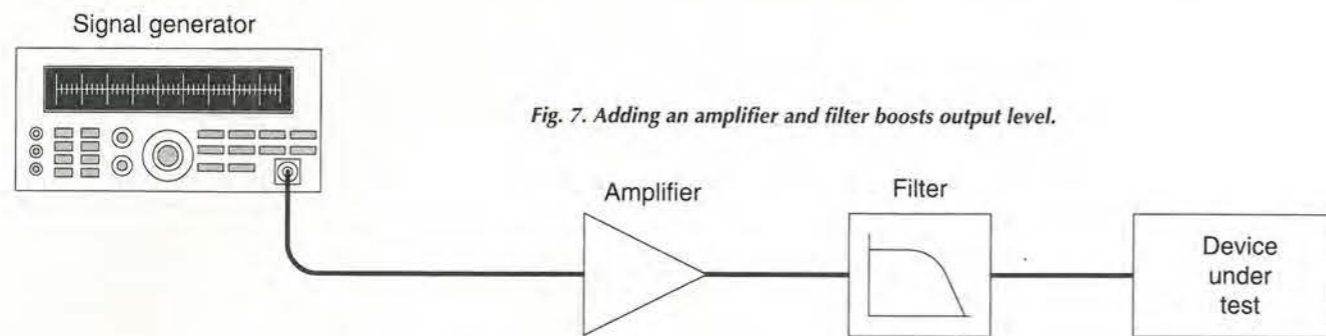 Signal generator
Fig. 7. Adding an amplifier and filter boosts output level.
Amplifier
Filter
Device
under
test